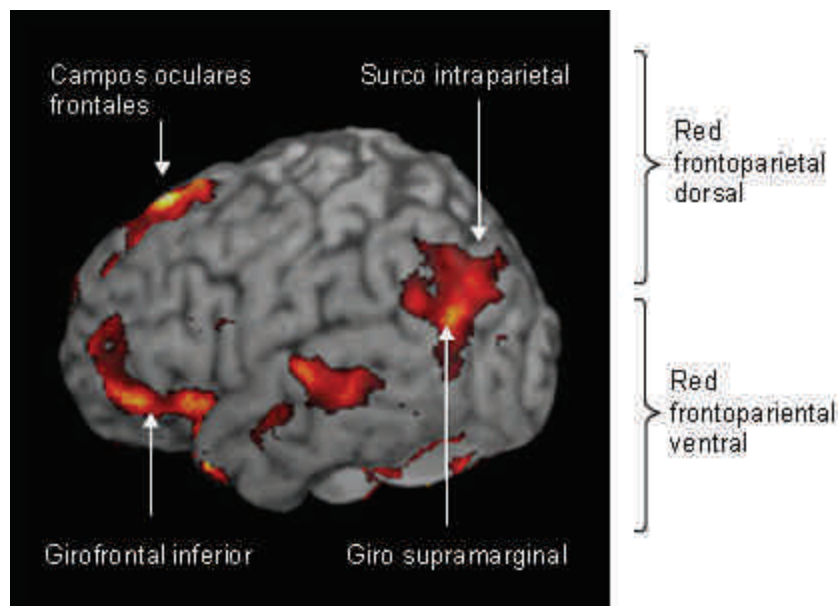 Campos oculares
frontales
Surco intraparietal
Red
frontoparietal
dorsal
Red
frontopariental
ventral
Girofrontal inferior
Giro supramarginal